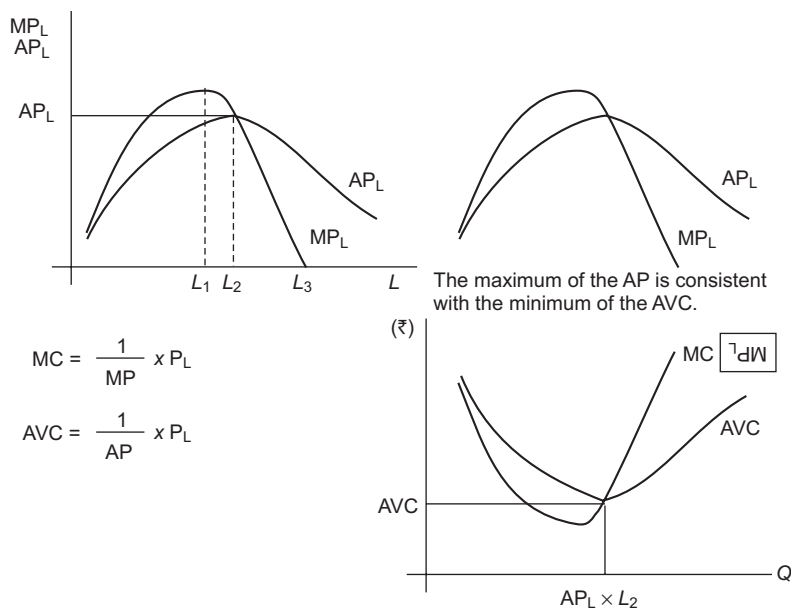 MPL
APL
APL
APL
MPL
L1 L2 L3 L
APL
MPL
The maximum of the AP is consistent
with the minimum of the AVC.
MC = 1/MP x PL
AVC = 1/AP x PL
(₹)
MC MPL
AVC
AVC
Q
APL × L2